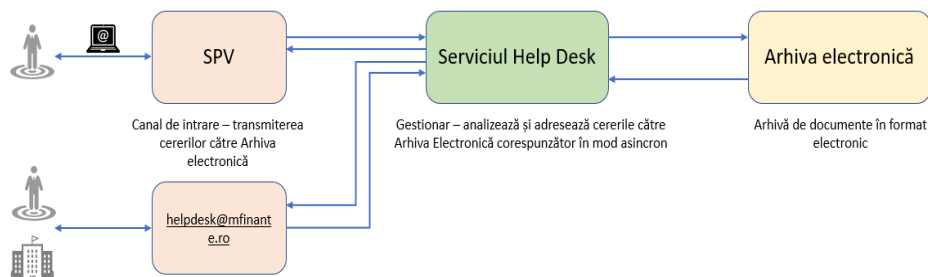 @
SPV
Serviciul Help Desk
Arhiva electronică
Canal de intrare – transmiterea
cererilor către Arhiva
electronică
Gestionar – analizează și adresează cererile către
Arhiva Electronică corespunzător în mod asincron
Arhivă de documente în format
electronic
helpdesk@mfinant
e.ro